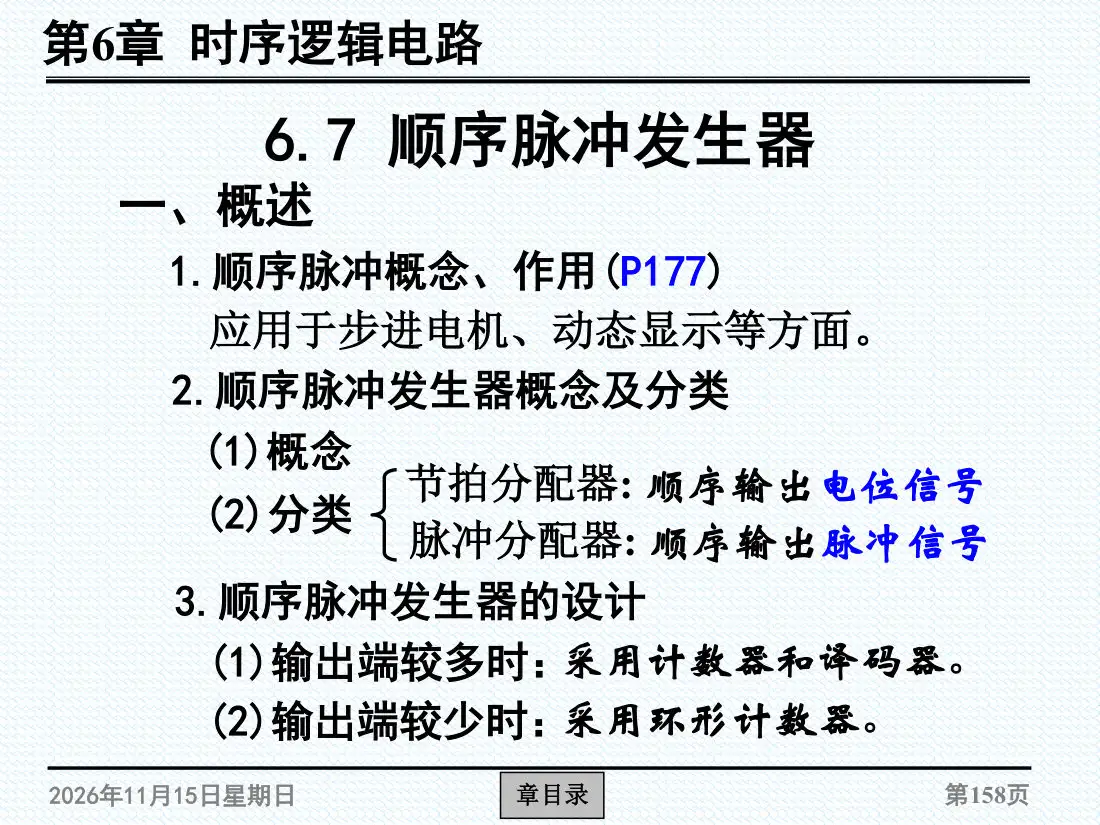 第6章 时序逻辑电路
6.7 顺序脉冲发生器
一、概述
1.顺序脉冲概念、作用(P177)
应用于步进电机、动态显示等方面。
2.顺序脉冲发生器概念及分类
(1)概念
(2)分类
节拍分配器: 顺序输出电位信号
脉冲分配器: 顺序输出脉冲信号
3.顺序脉冲发生器的设计
(1)输出端较多时:采用计数器和译码器。
(2)输出端较少时:采用环形计数器。
2026年11月15日星期日
章目录
第158页